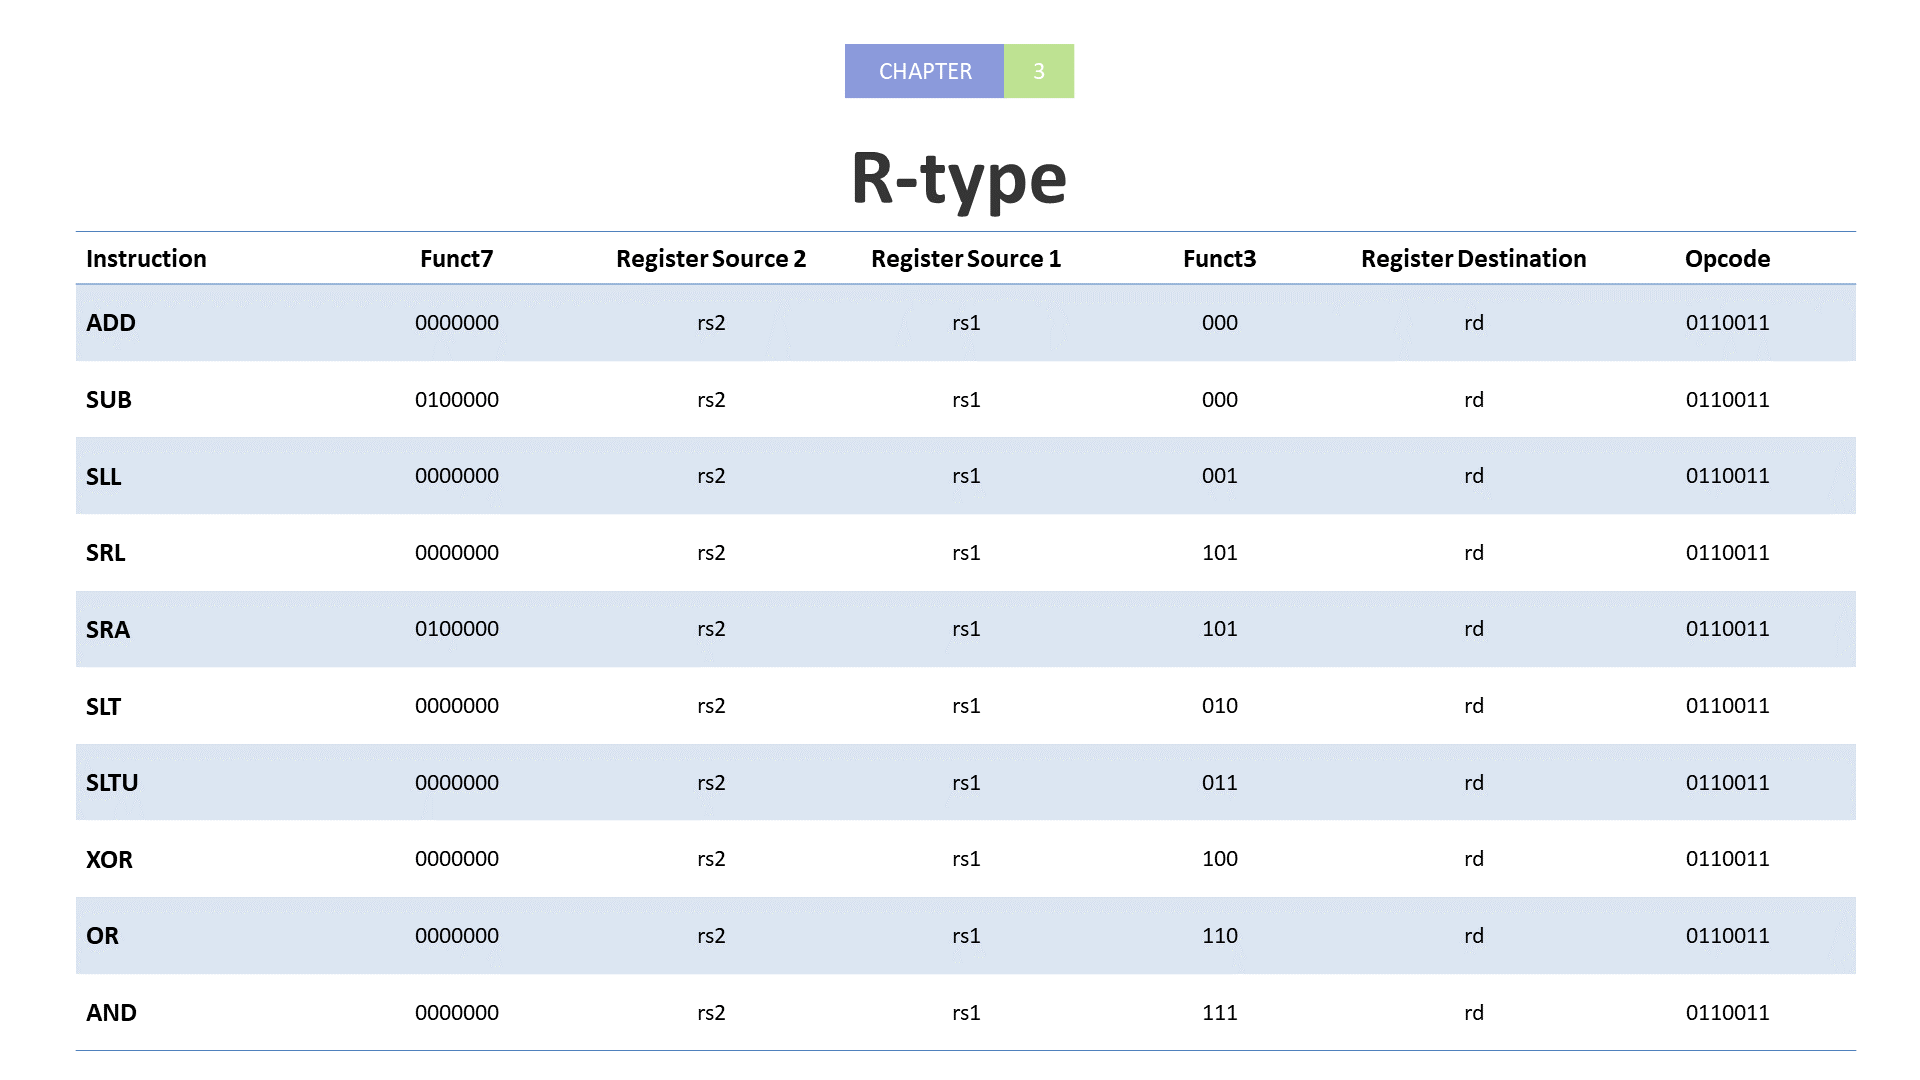 CHAPTER 3
R-type
Instruction Funct7 Register Source 2 Register Source 1 Funct3 Register Destination Opcode
ADD 0000000 rs2 rs1 000 rd 0110011
SUB 0100000 rs2 rs1 000 rd 0110011
SLL 0000000 rs2 rs1 001 rd 0110011
SRL 0000000 rs2 rs1 101 rd 0110011
SRA 0100000 rs2 rs1 101 rd 0110011
SLT 0000000 rs2 rs1 010 rd 0110011
SLTU 0000000 rs2 rs1 011 rd 0110011
XOR 0000000 rs2 rs1 100 rd 0110011
OR 0000000 rs2 rs1 110 rd 0110011
AND 0000000 rs2 rs1 111 rd 0110011